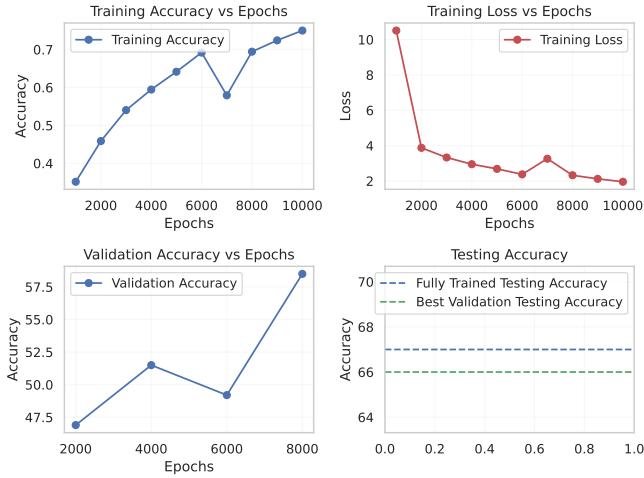 Training Accuracy vs Epochs
Training Accuracy
Accuracy
0.7
0.6
0.5
0.4
2000 4000 6000 8000 10000
Epochs
Training Loss vs Epochs
Training Loss
Loss
10
8
6
4
2
2000 4000 6000 8000 10000
Epochs
Validation Accuracy vs Epochs
Validation Accuracy
Accuracy
57.5
55.0
52.5
50.0
47.5
2000 4000 6000 8000
Epochs
Testing Accuracy
Fully Trained Testing Accuracy
Best Validation Testing Accuracy
Accuracy
70
68
66
64
0.0 0.2 0.4 0.6 0.8 1.0